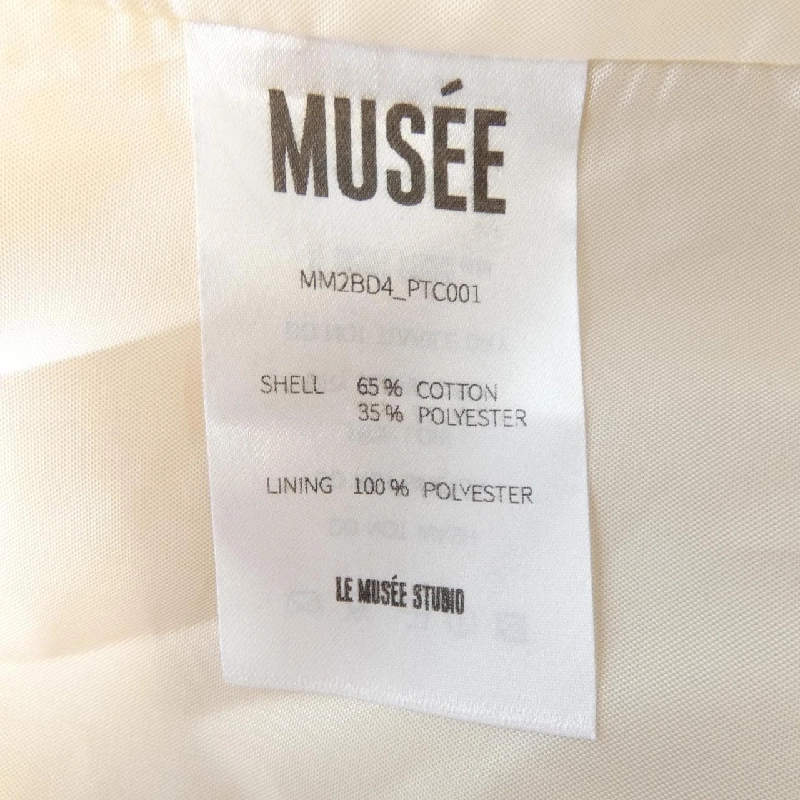 MUSÉE
MM2BD4_PTC001
SHELL 65% COTTON
35% POLYESTER
LINING 100% POLYESTER
LE MUSÉE STUDIO